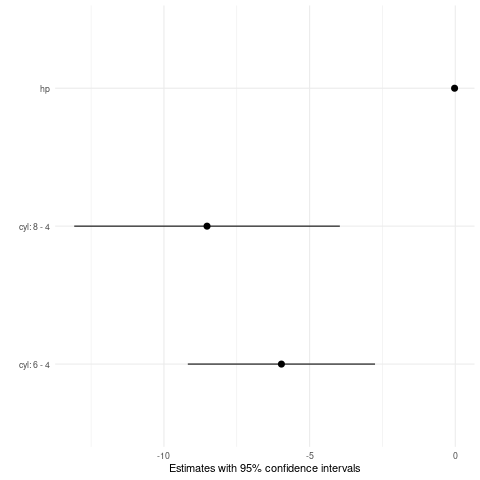 hp
cyl: 8 - 4
cyl: 6 - 4
-10 -5 0
Estimates with 95% confidence intervals